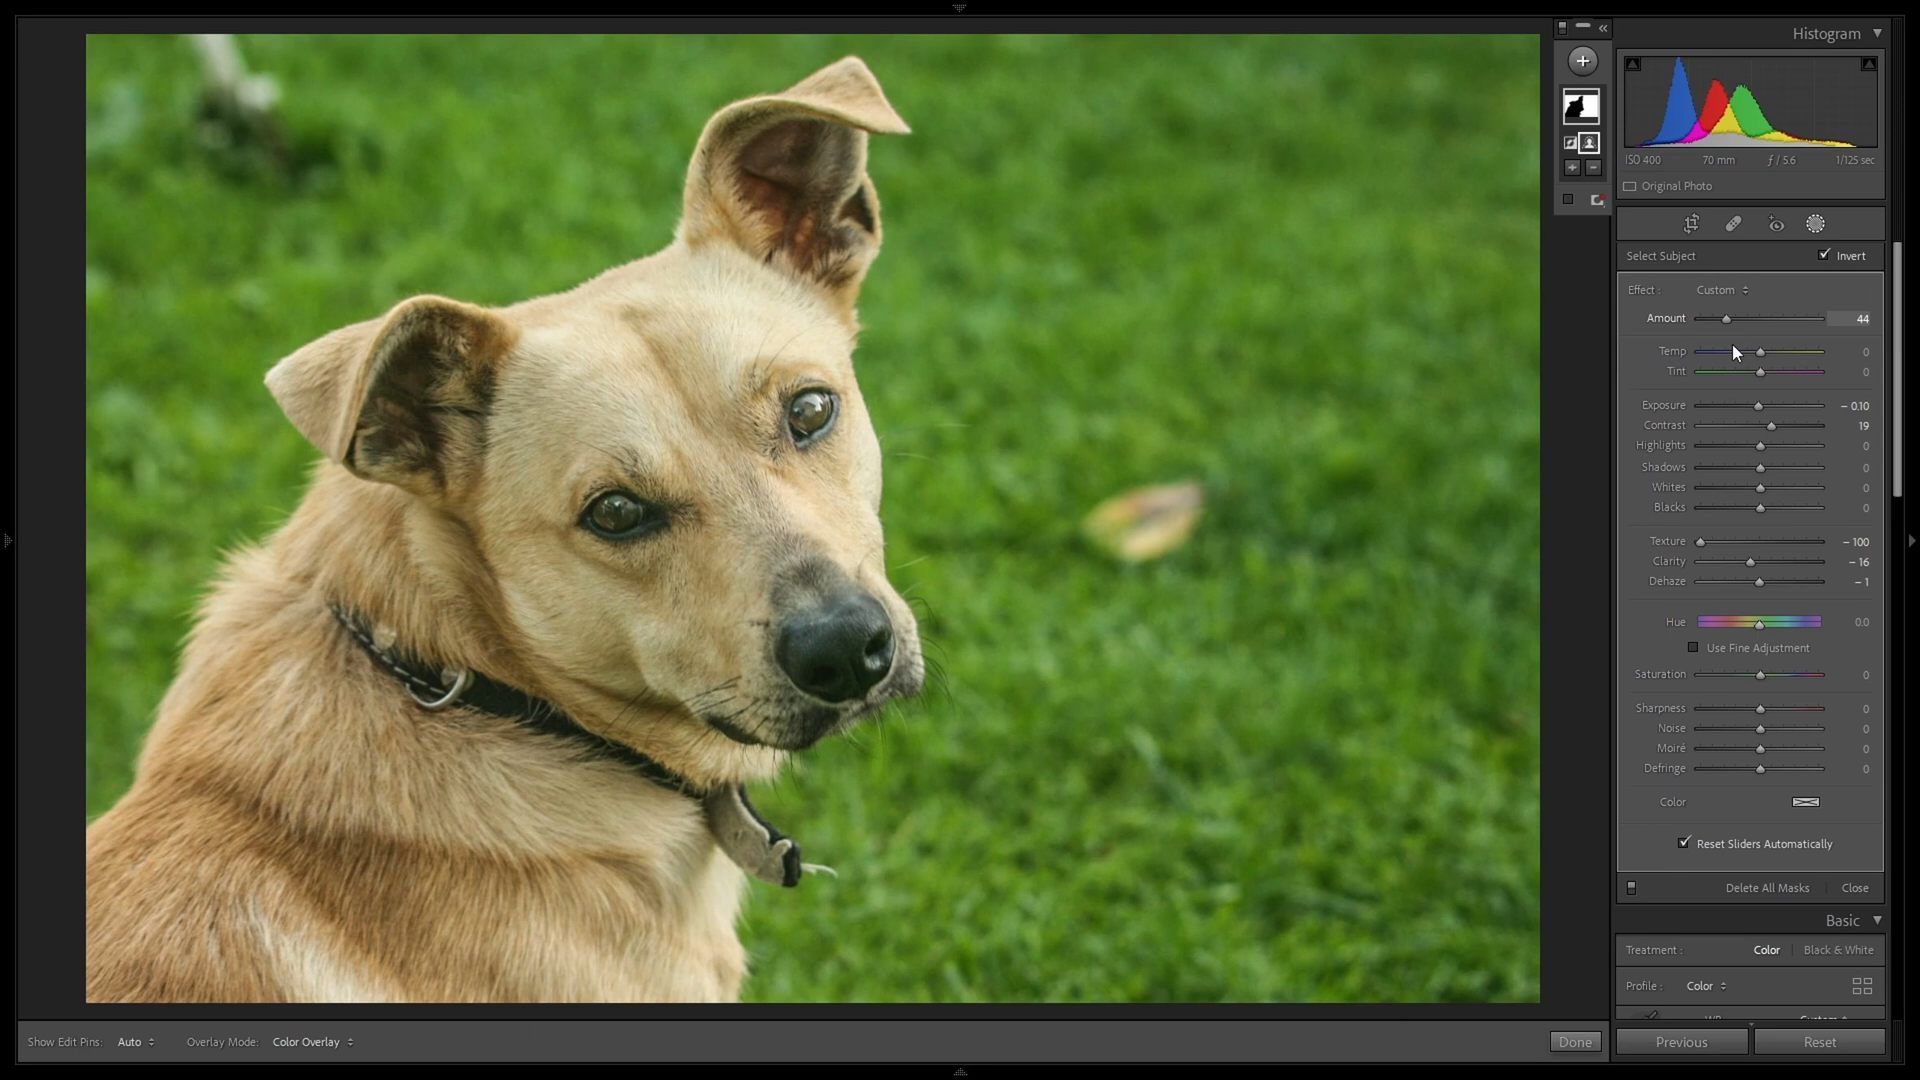 Histogram
ISO 400 70 mm ƒ / 5.6 1/125 sec
Original Photo
Select Subject Invert
Effect : Custom
Amount 44
Temp 0
Tint 0
Exposure – 0.10
Contrast 19
Highlights 0
Shadows 0
Whites 0
Blacks 0
Texture – 100
Clarity – 16
Dehaze – 1
Hue 0.0
Use Fine Adjustment
Saturation 0
Sharpness 0
Noise 0
Moiré 0
Defringe 0
Color
Reset Sliders Automatically
Delete All Masks Close
Basic
Treatment : Color Black & White
Profile : Color
Show Edit Pins: Auto Overlay Mode: Color Overlay Done Previous Reset